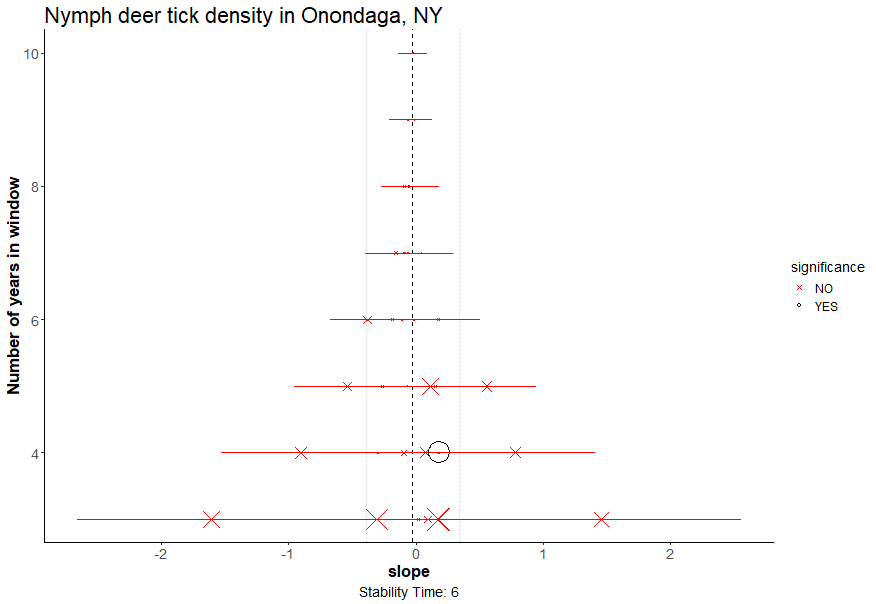 Nymph deer tick density in Onondaga, NY
10
8
6
4
Number of years in window
-2
-1
0
1
2
slope
Stability Time: 6
significance
NO
YES